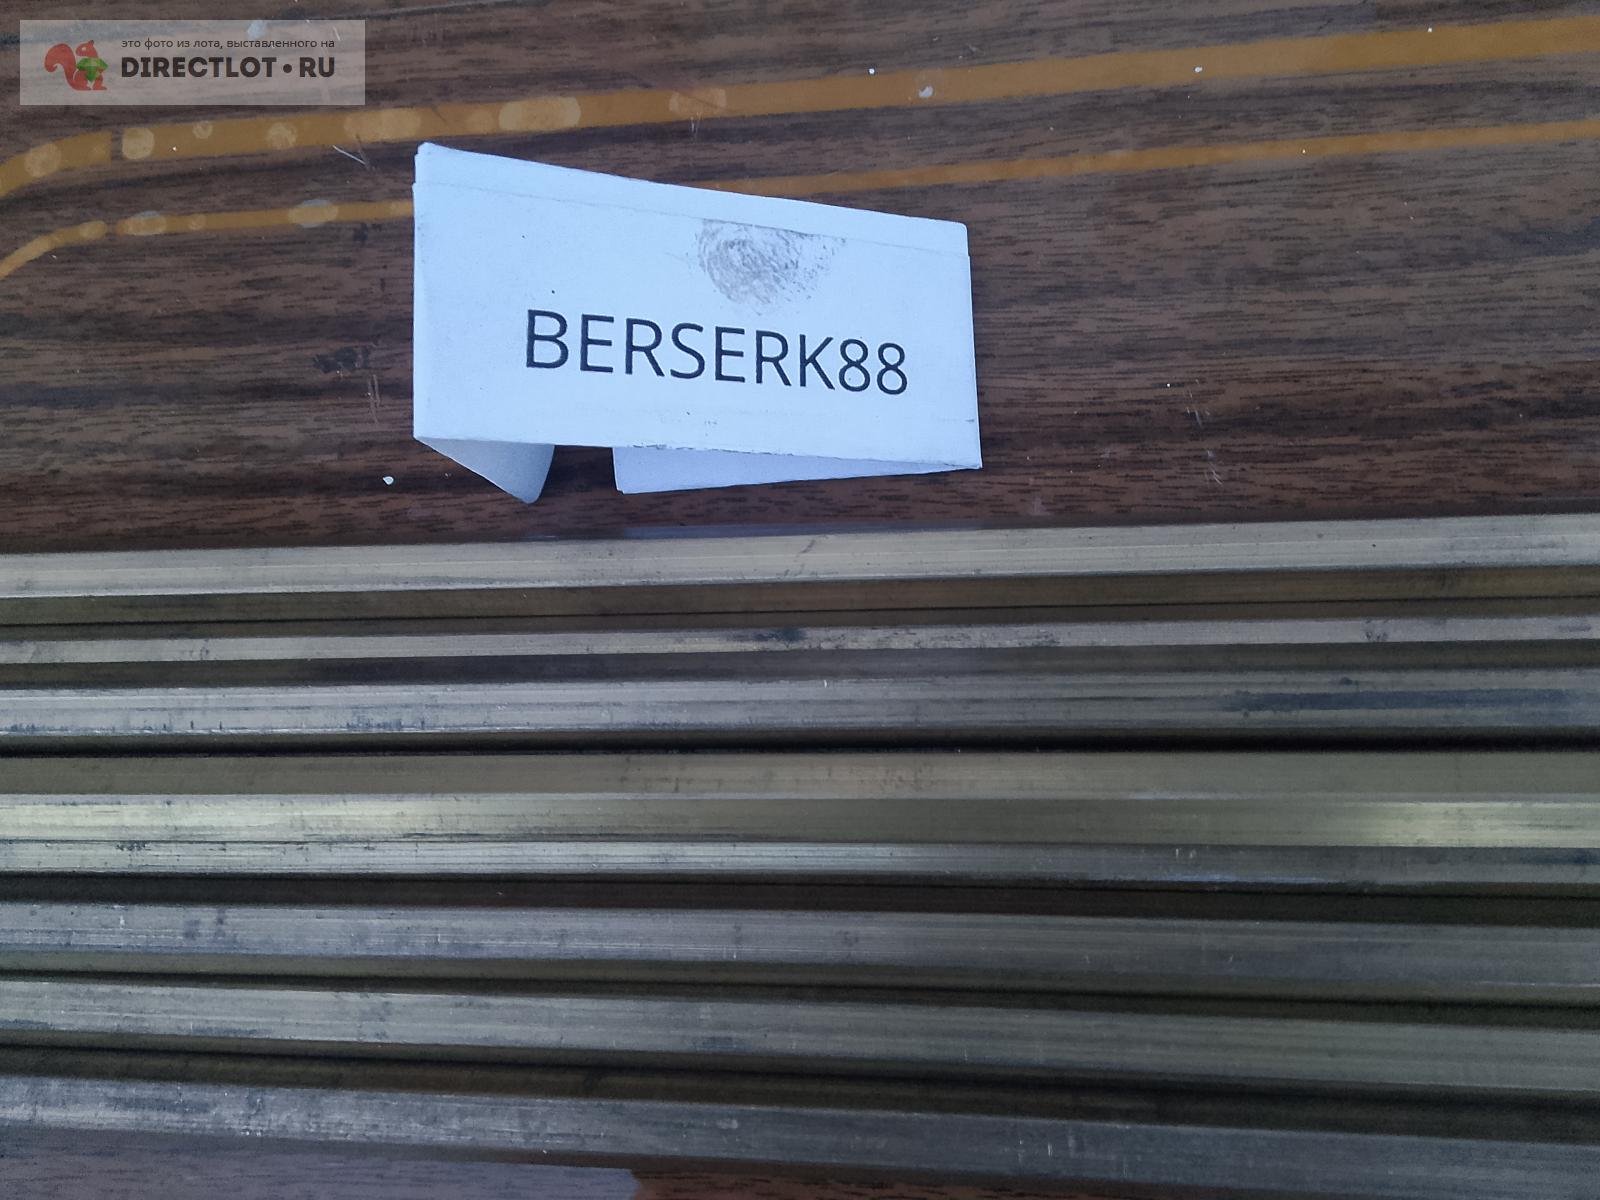 это фото из лота, выставленного на
DIRECTLOT•RU
BERSERK88